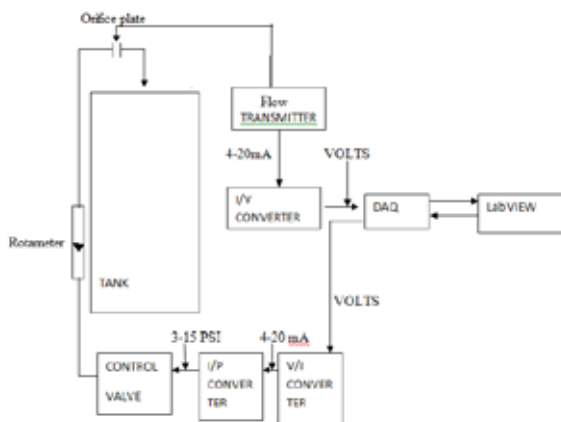 Orifice plate
Flow
TRANSMITTER
4-20mA
VOLTS
I/V
CONVERTER
DAQ
LabVIEW
Rotameter
TANK
VOLTS
3-15 PSI
4-20 mA
CONTROL
VALVE
I/P
CONVER
TER
V/I
CONVER
TER